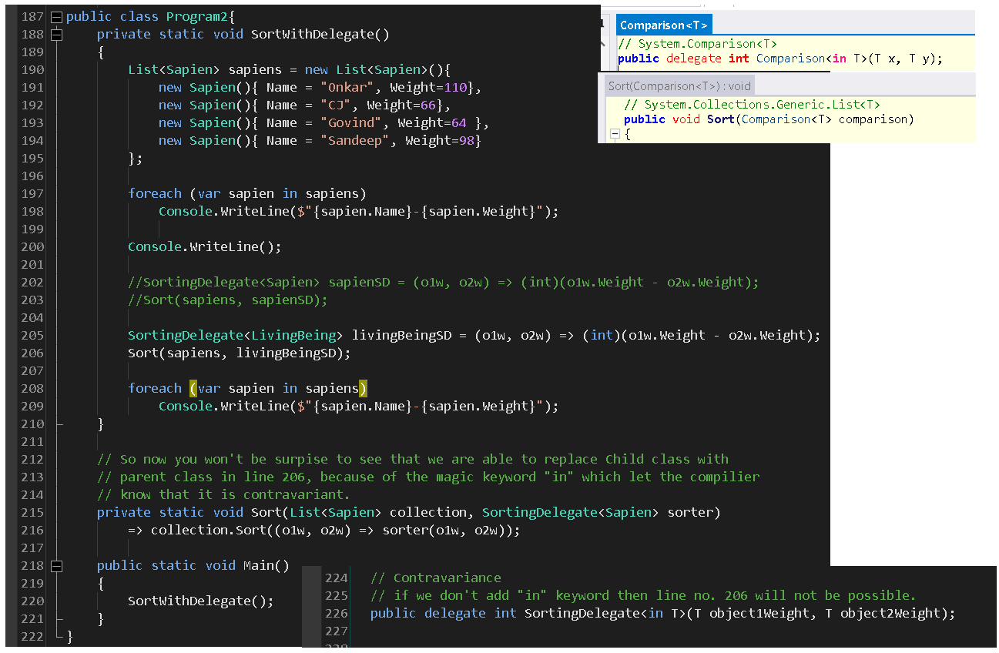 187 public class Program2{
188 private static void SortWithDelegate()
189 {
190 List<Sapien> sapiens = new List<Sapien>(){
191 new Sapien(){ Name = "Onkar", Weight=110},
192 new Sapien(){ Name = "CJ", Weight=66},
193 new Sapien(){ Name = "Govind", Weight=64 },
194 new Sapien(){ Name = "Sandeep", Weight=98}
195 };
196
197 foreach (var sapien in sapiens)
198 Console.WriteLine($"{sapien.Name}-{sapien.Weight}");
199
200 Console.WriteLine();
201
202 //SortingDelegate<Sapien> sapienSD = (o1w, o2w) => (int)(o1w.Weight - o2w.Weight);
203 //Sort(sapiens, sapienSD);
204
205 SortingDelegate<LivingBeing> livingBeingSD = (o1w, o2w) => (int)(o1w.Weight - o2w.Weight);
206 Sort(sapiens, livingBeingSD);
207
208 foreach (var sapien in sapiens)
209 Console.WriteLine($"{sapien.Name}-{sapien.Weight}");
210 }
211
212 // So now you won't be surpise to see that we are able to replace Child class with
213 // parent class in line 206, because of the magic keyword "in" which let the compilier
214 // know that it is contravariant.
215 private static void Sort(List<Sapien> collection, SortingDelegate<Sapien> sorter)
216 => collection.Sort((o1w, o2w) => sorter(o1w, o2w));
217
218 public static void Main()
219 {
220 SortWithDelegate();
221 }
222 }
Comparison<T>
// System.Comparison<T>
public delegate int Comparison<in T>(T x, T y);
Sort(Comparison<T>) : void
// System.Collections.Generic.List<T>
public void Sort(Comparison<T> comparison)
{
224 // Contravariance
225 // if we don't add "in" keyword then line no. 206 will not be possible.
226 public delegate int SortingDelegate<in T>(T object1Weight, T object2Weight);
227